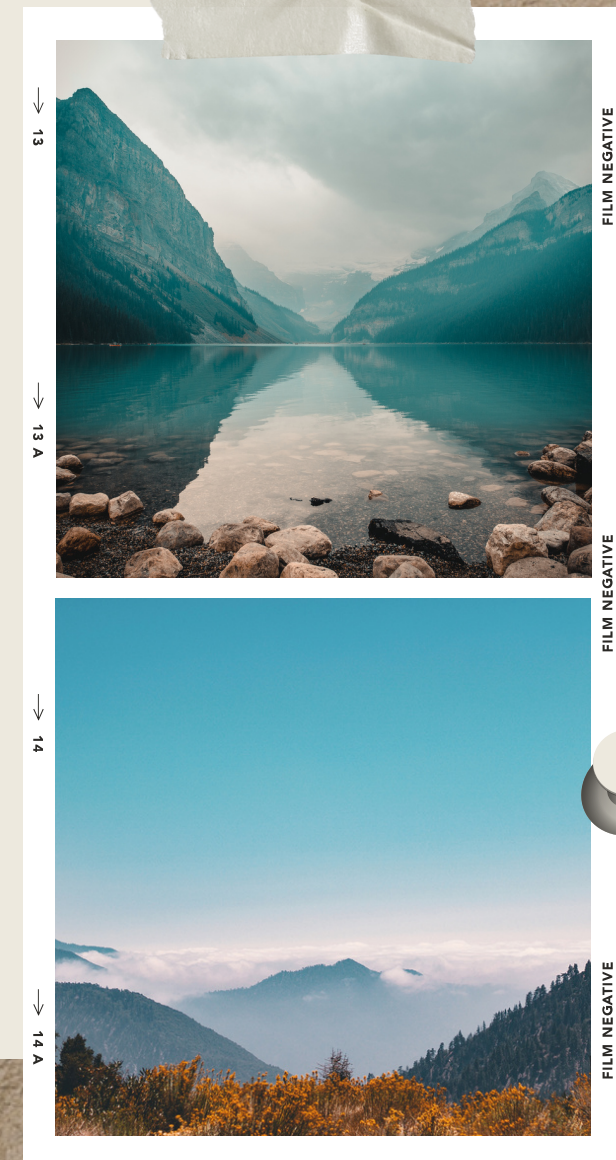 → 13
→ 13 A
→ 14
→ 14 A
FILM NEGATIVE
FILM NEGATIVE
FILM NEGATIVE